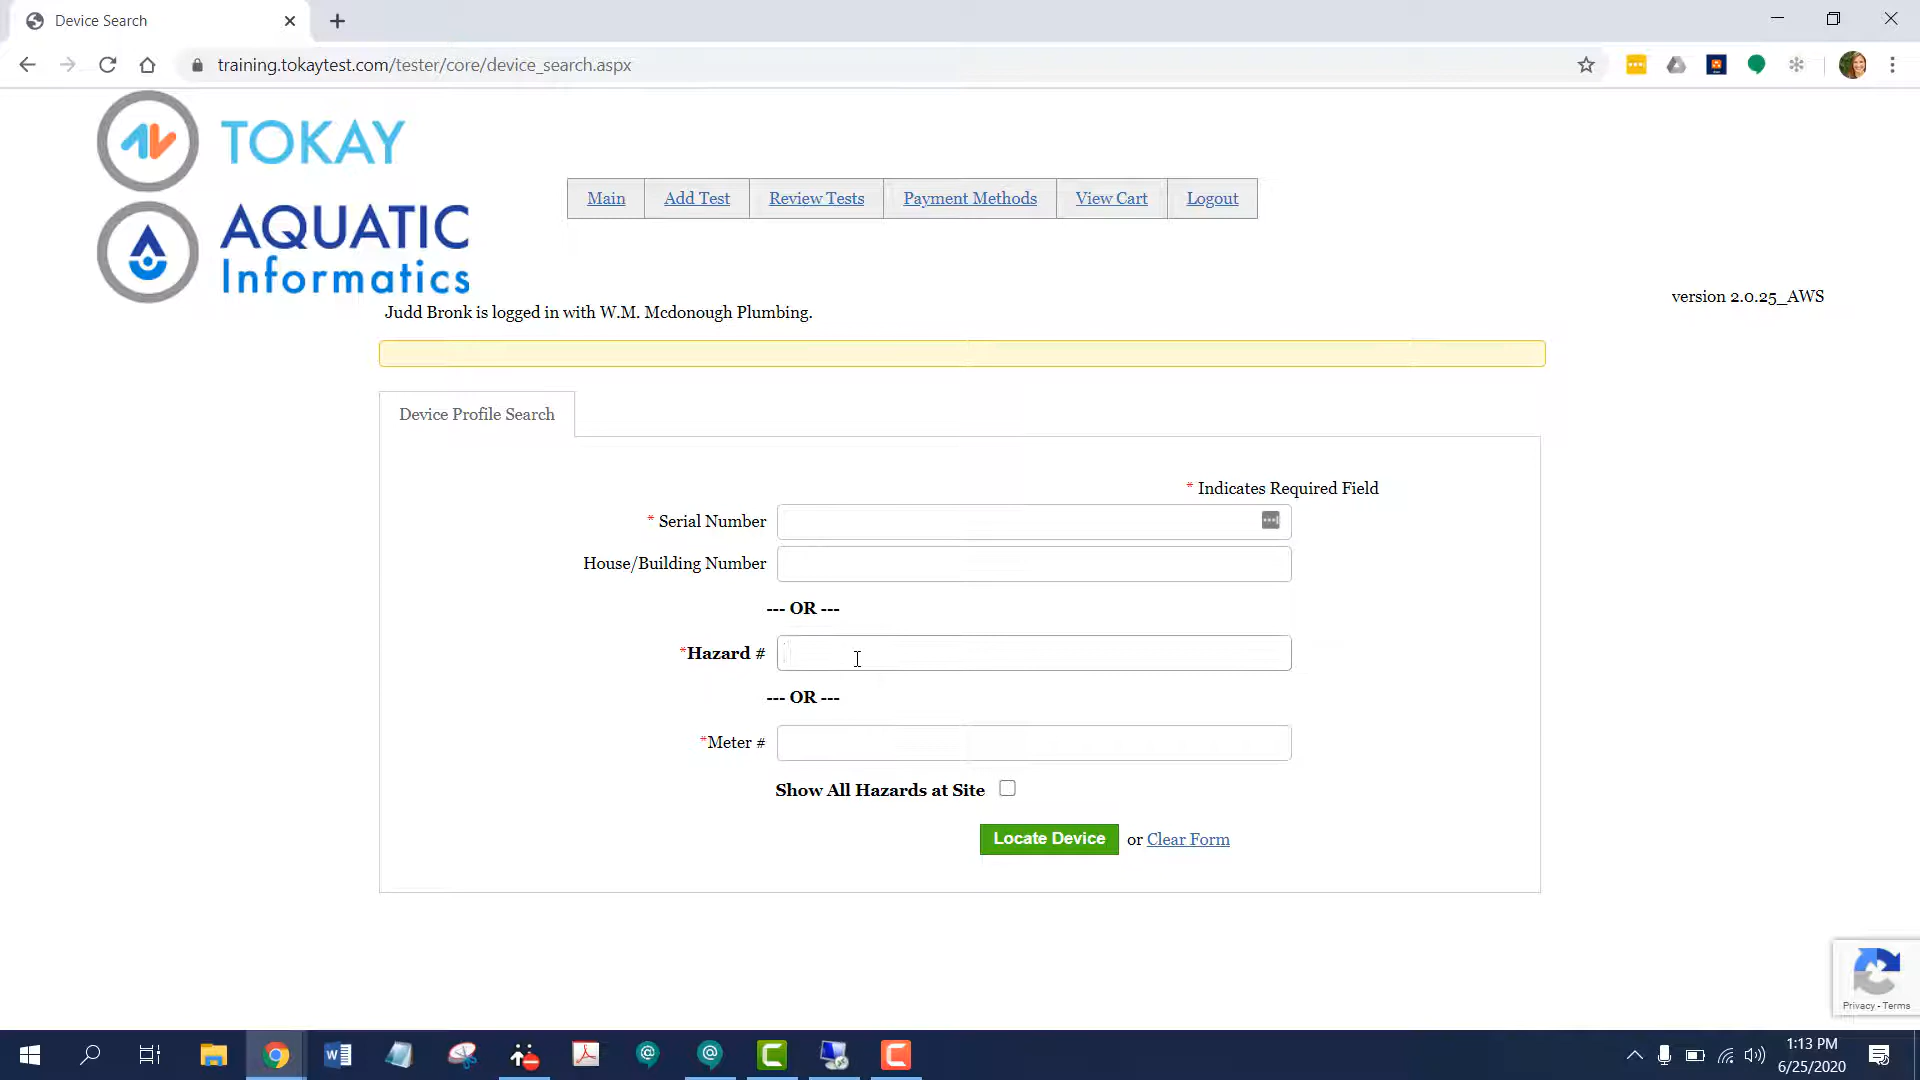 Device Search
training.tokaytest.com/tester/core/device_search.aspx
TOKAY
AQUATIC
Informatics
Main Add Test Review Tests Payment Methods View Cart Logout
version 2.0.25_AWS
Judd Bronk is logged in with W.M. Mcdonough Plumbing.
Device Profile Search
* Indicates Required Field
* Serial Number
House/Building Number
--- OR ---
*Hazard #
--- OR ---
*Meter #
Show All Hazards at Site
Locate Device or Clear Form
Privacy - Terms
1:13 PM
6/25/2020